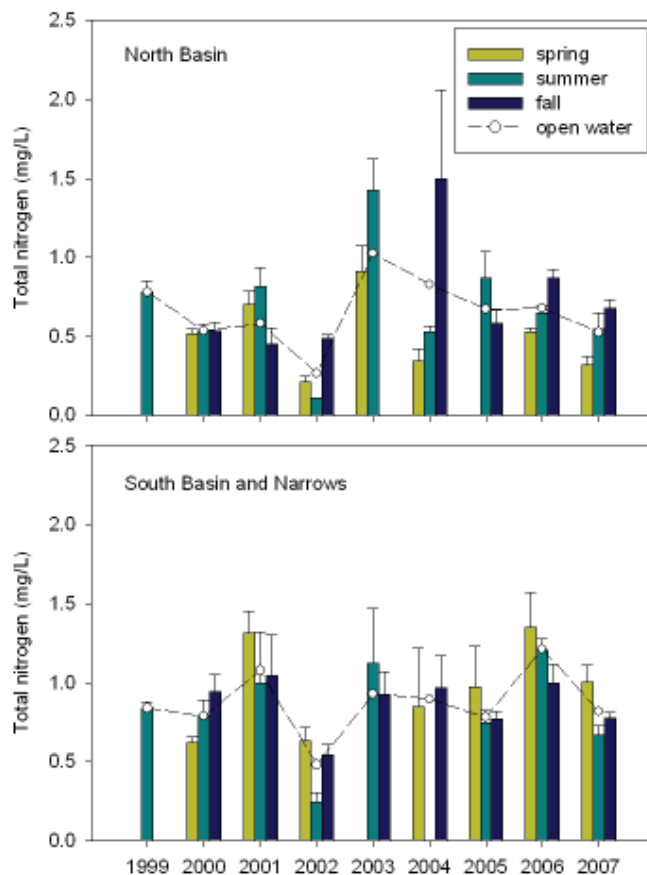 2.5
North Basin
spring
summer
fall
open water
2.0
1.5
1.0
0.5
0.0
Total nitrogen (mg/L)
2.5
South Basin and Narrows
2.0
1.5
1.0
0.5
0.0
Total nitrogen (mg/L)
1999 2000 2001 2002 2003 2004 2005 2006 2007